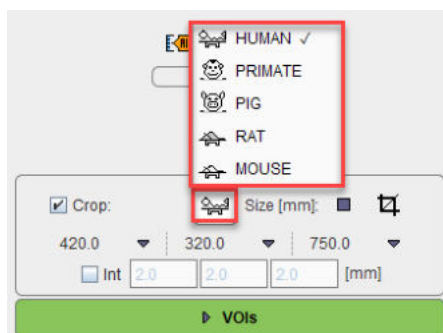 HUMAN ✓
PRIMATE
PIG
RAT
MOUSE
Crop: Size [mm]:
420.0 320.0 750.0
Int 2.0 2.0 2.0 [mm]
VOIs